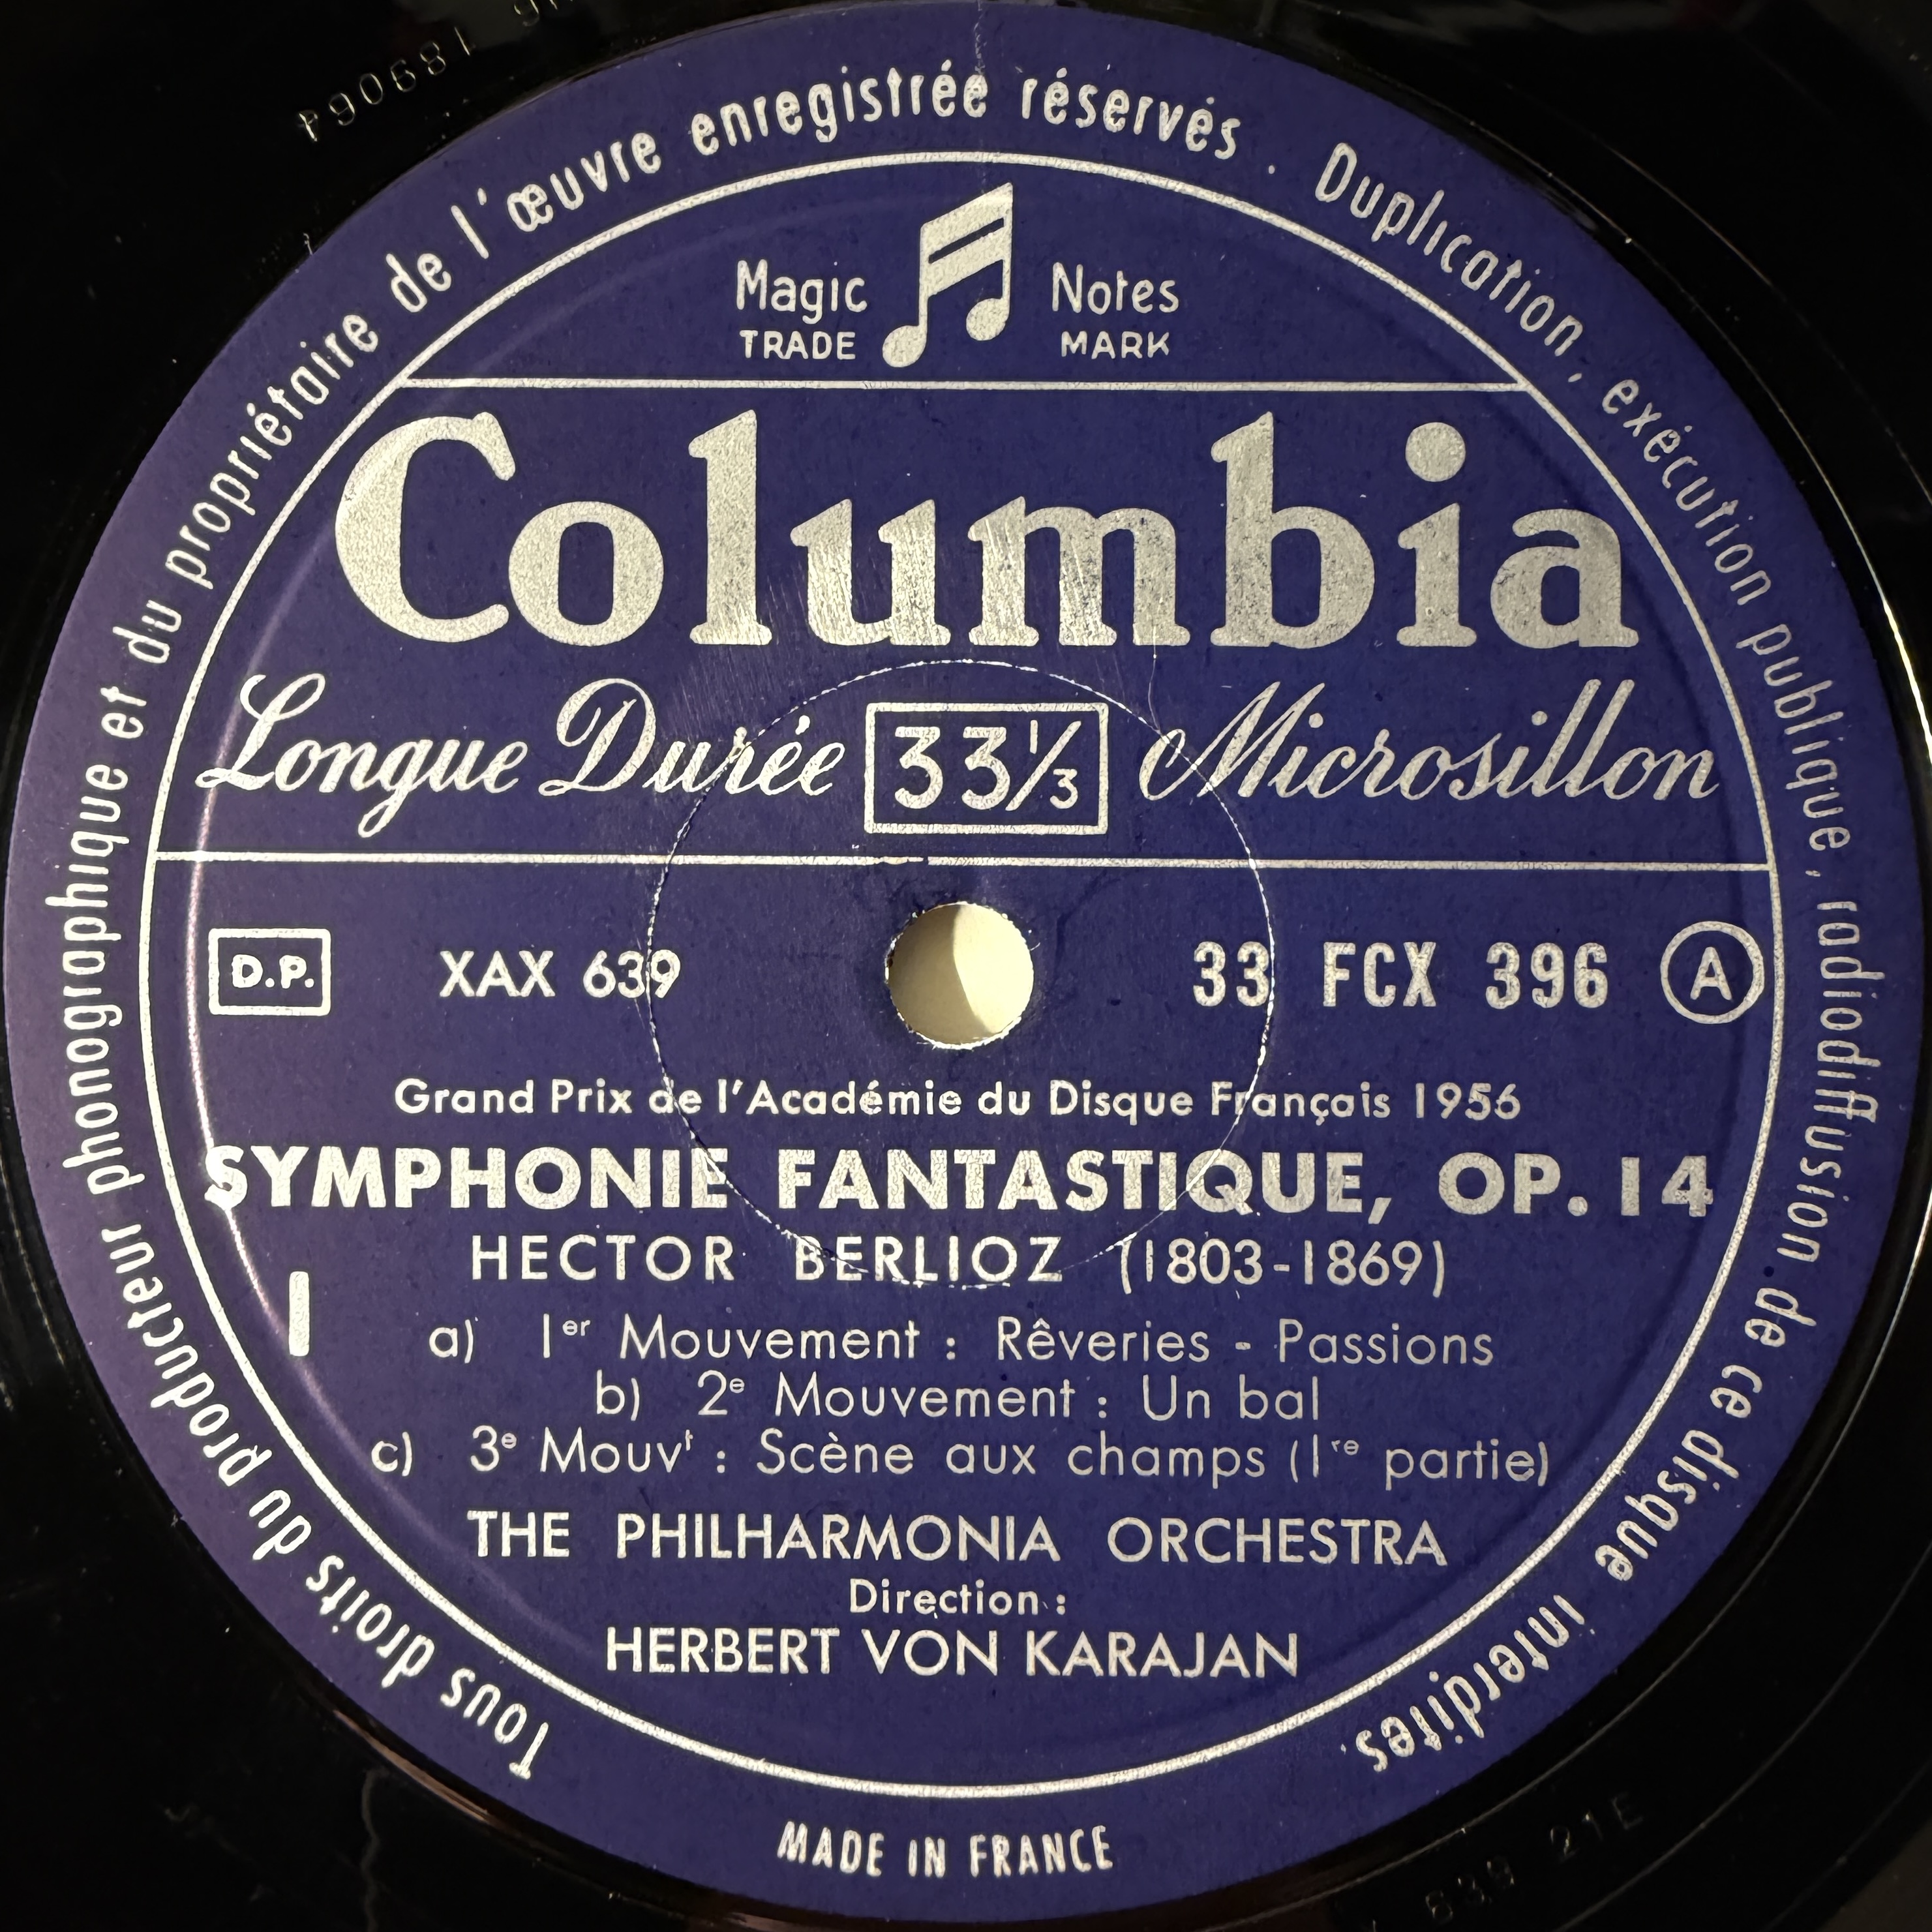 Tous droits du producteur phonographique et du propriétaire de l'œuvre enregistrée réservés. Duplication, exécution publique, radiodiffusion de ce disque interdites.
Magic Notes
TRADE MARK
Columbia
Longue Durée 33⅓ Microsillon
D.P. XAX 639 33 FCX 396 A
Grand Prix de l'Académie du Disque Français 1956
SYMPHONIE FANTASTIQUE, OP. 14
HECTOR BERLIOZ (1803-1869)
I
a) 1er Mouvement : Rêveries - Passions
b) 2e Mouvement : Un bal
c) 3e Mouvt : Scène aux champs (1re partie)
THE PHILHARMONIA ORCHESTRA
Direction :
HERBERT VON KARAJAN
MADE IN FRANCE
639 21E